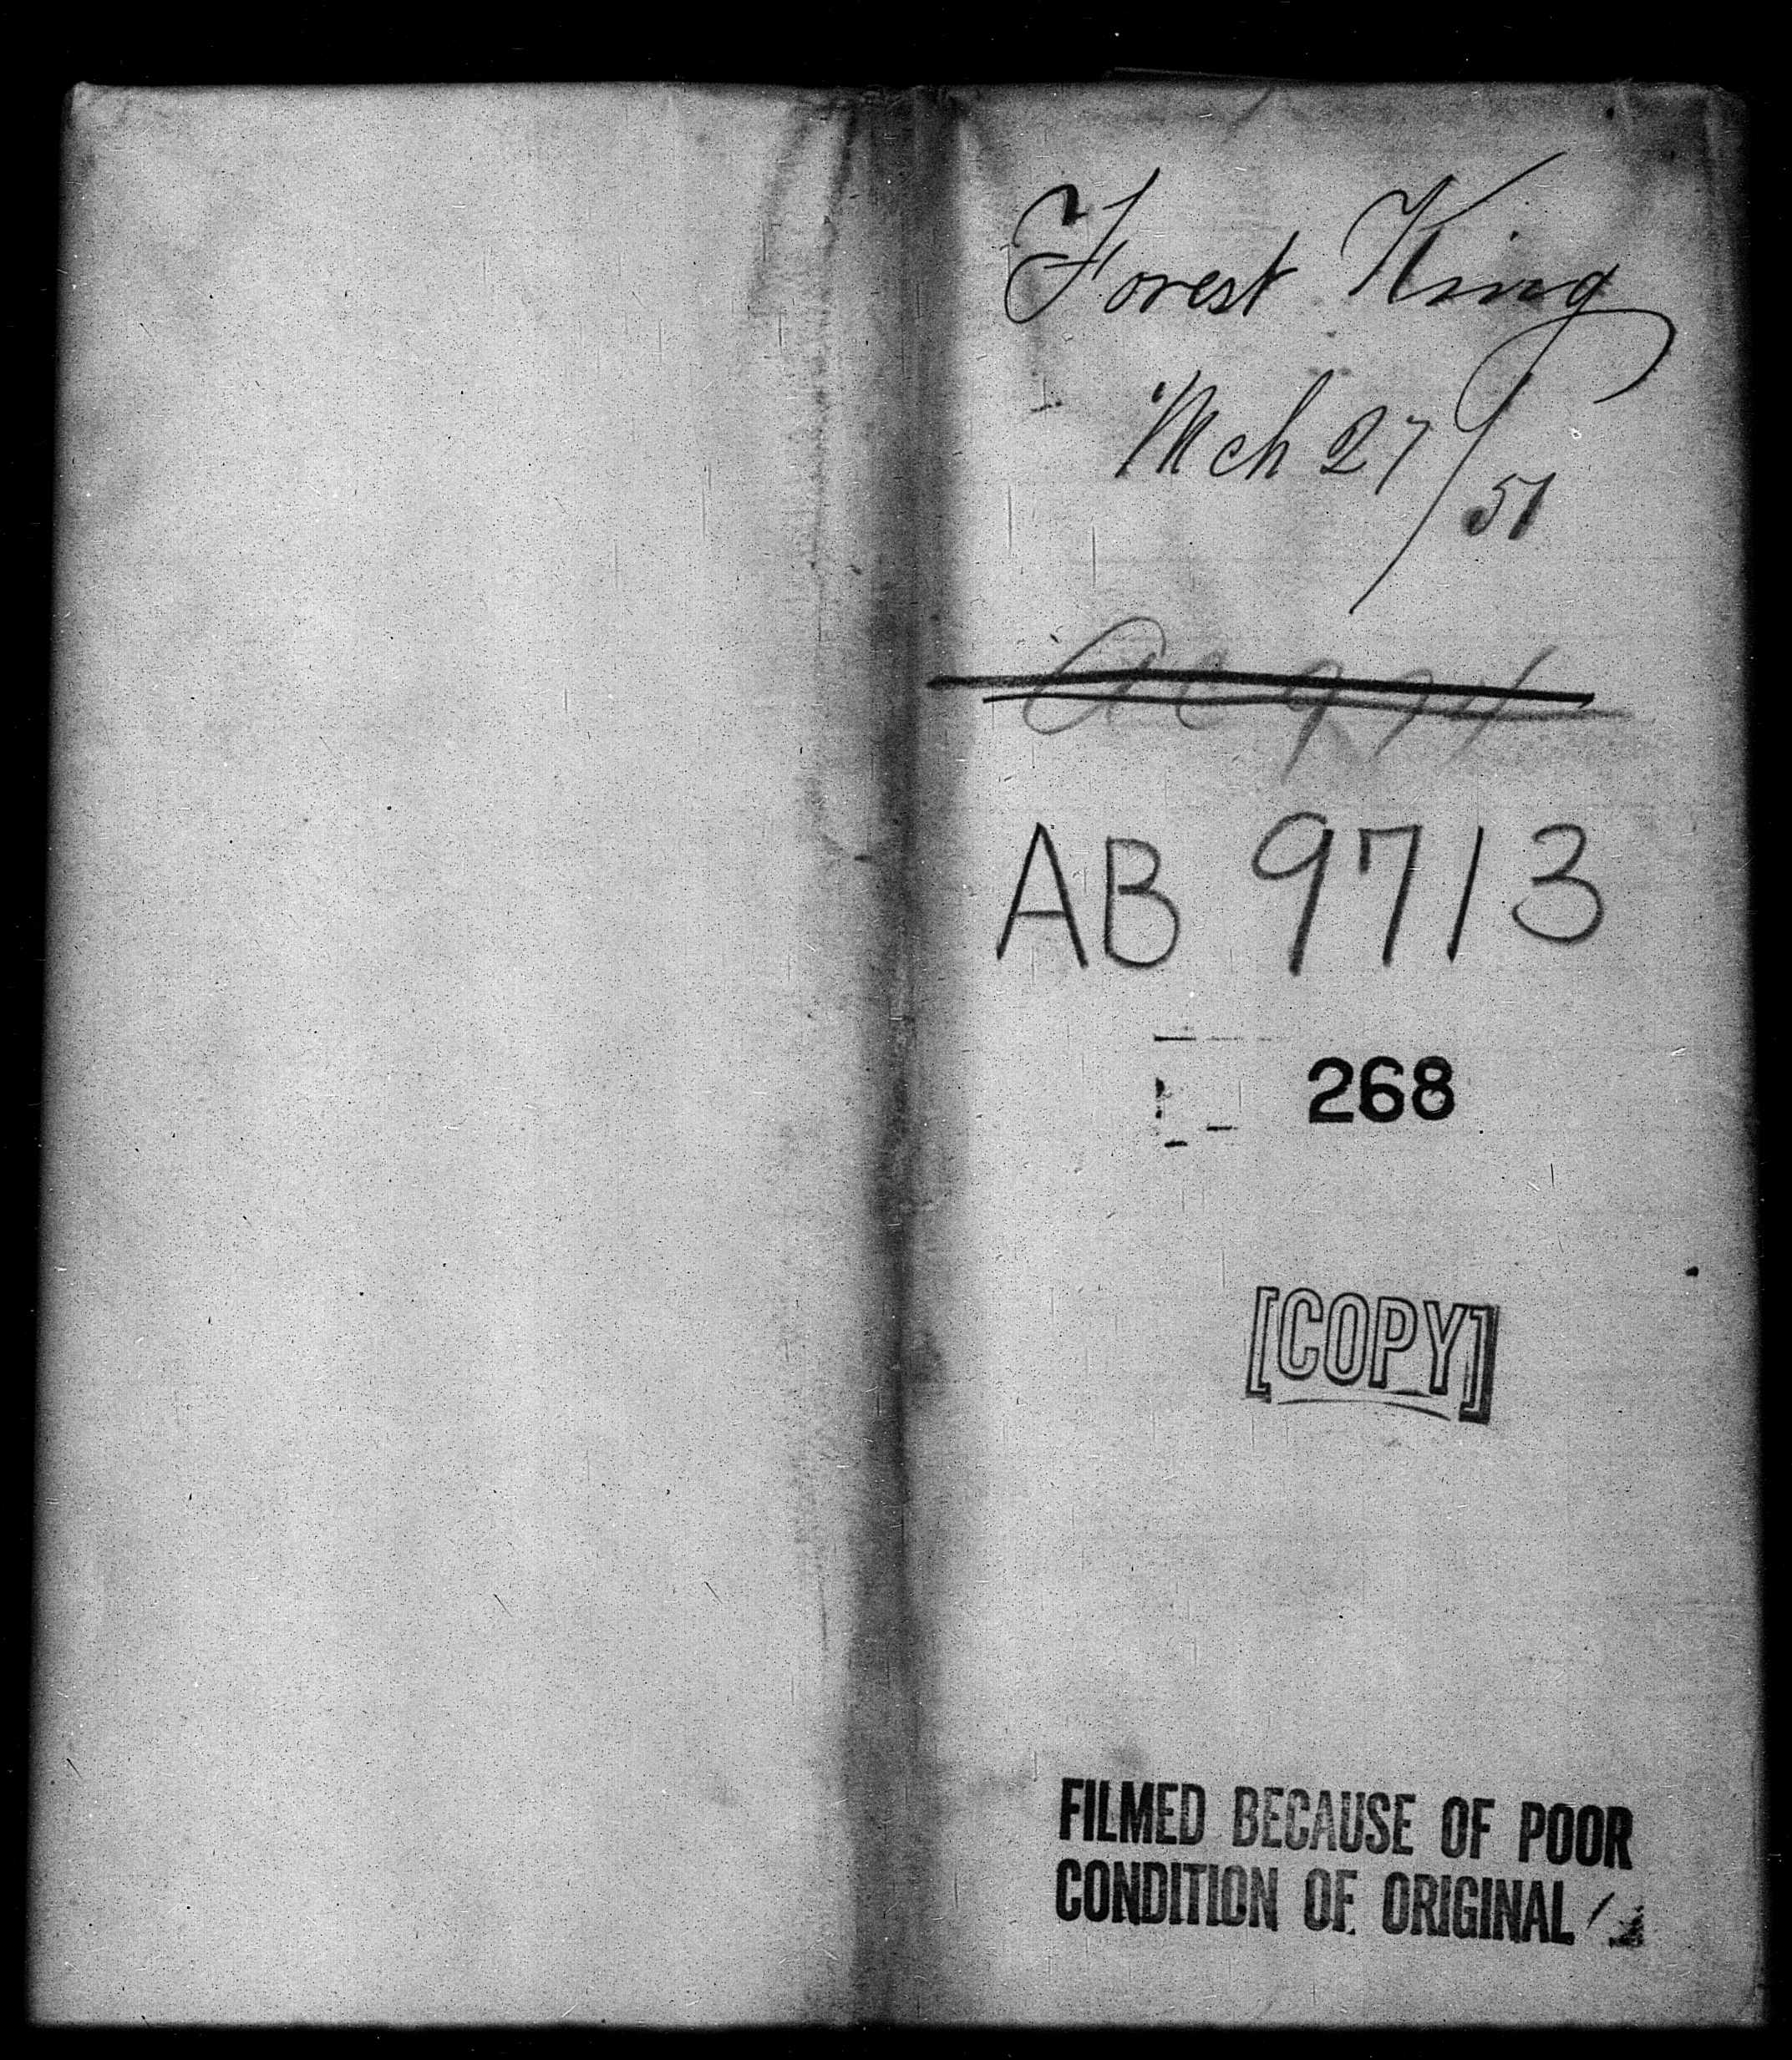 Forest King
Mch 27/51
AB 9713
268
[COPY]
FILMED BECAUSE OF POOR
CONDITION OF ORIGINAL